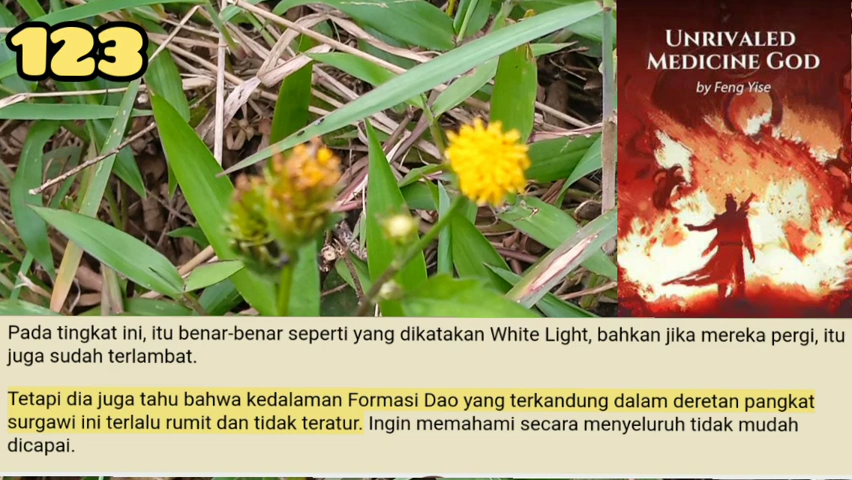 123
UNRIVALED
MEDICINE GOD
by Feng Yise
Pada tingkat ini, itu benar-benar seperti yang dikatakan White Light, bahkan jika mereka pergi, itu
juga sudah terlambat.
Tetapi dia juga tahu bahwa kedalaman Formasi Dao yang terkandung dalam deretan pangkat
surgawi ini terlalu rumit dan tidak teratur. Ingin memahami secara menyeluruh tidak mudah
dicapai.